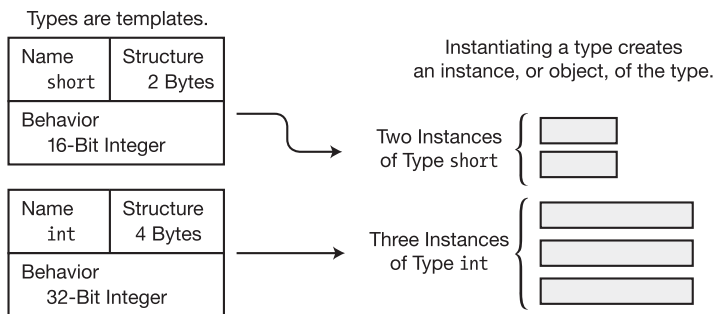 Types are templates.
Name
short
Structure
2 Bytes
Behavior
16-Bit Integer
Name
int
Structure
4 Bytes
Behavior
32-Bit Integer
Instantiating a type creates
an instance, or object, of the type.
Two Instances
of Type short
Three Instances
of Type int